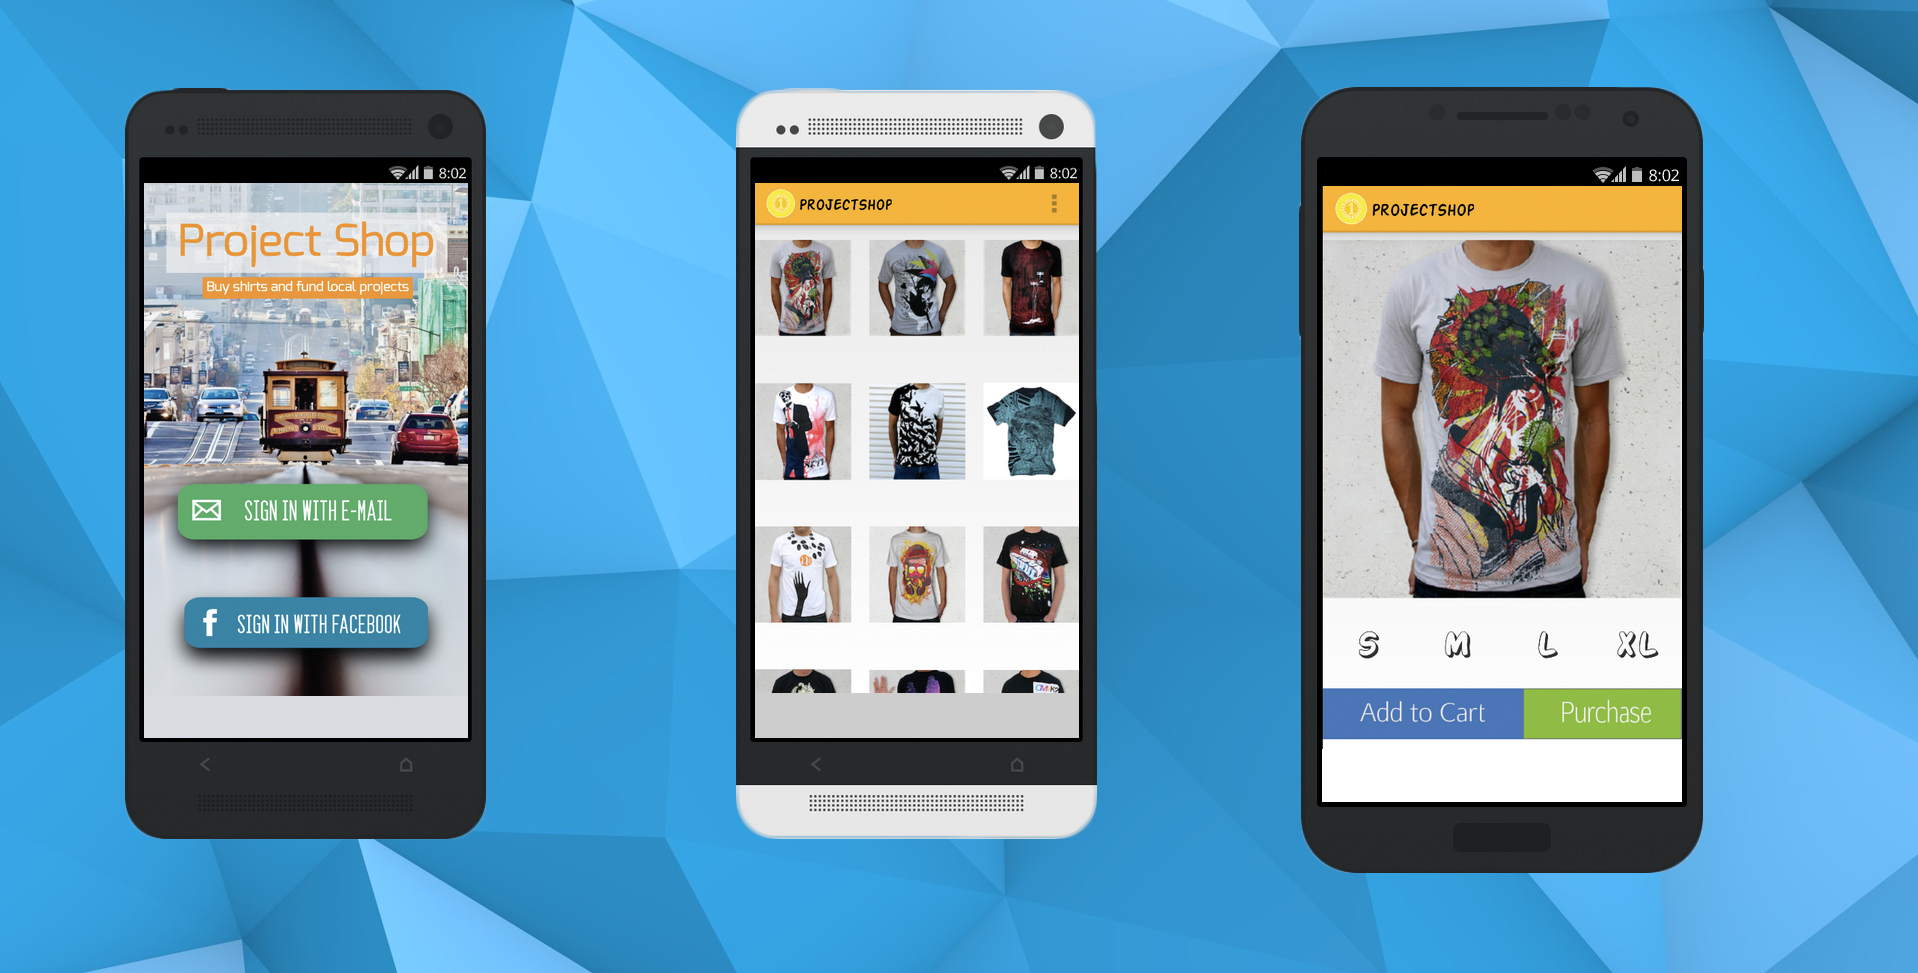 8:02
Project Shop
Buy shirts and fund local projects
SIGN IN WITH E-MAIL
f SIGN IN WITH FACEBOOK
8:02
PROJECTSHOP
8:02
PROJECTSHOP
S M L XL
Add to Cart Purchase